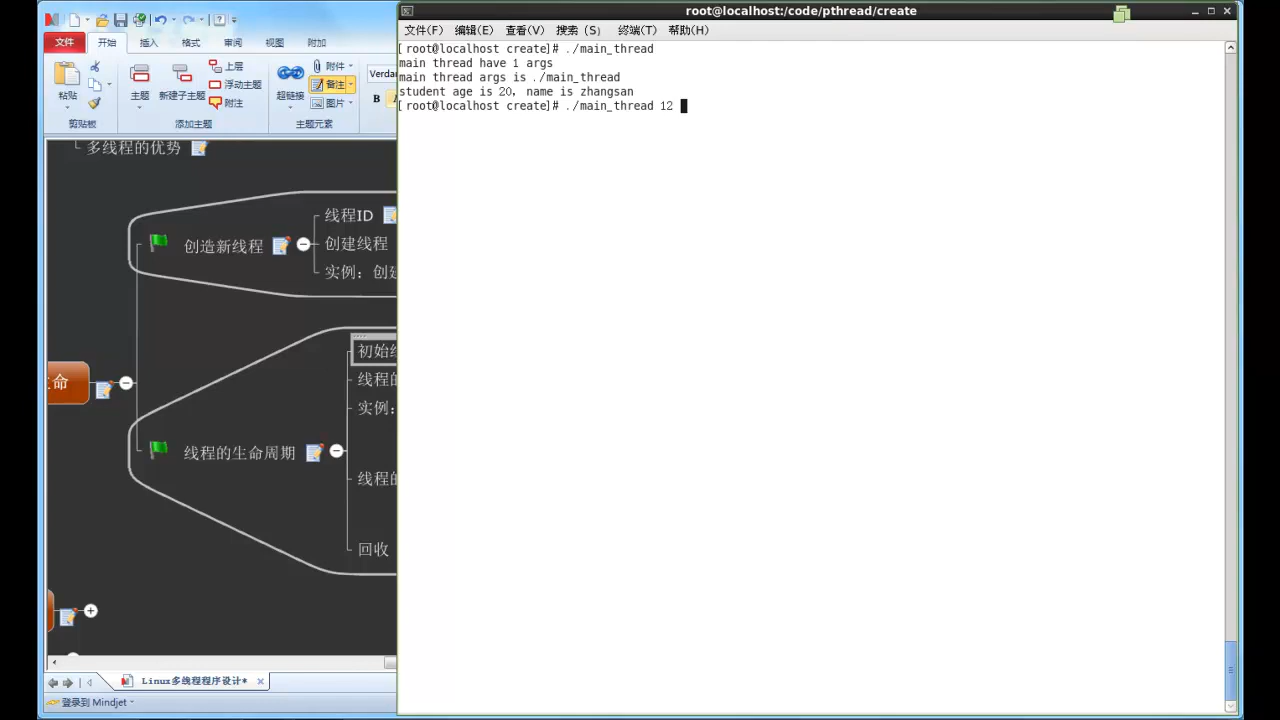 root@localhost:/code/pthread/create
文件(F) 编辑(E) 查看(V) 搜索 (S) 终端(T) 帮助(H)
[root@localhost create]# ./main_thread
main thread have 1 args
main thread args is ./main_thread
student age is 20, name is zhangsan
[root@localhost create]# ./main_thread 12
文件 开始 插入 格式 审阅 视图 附加
粘贴
剪贴板
主题
新建子主题
上层
浮动主题
附注
添加主题
超链接
附件
备注
图片
主题元素
Verda
B
多线程的优势
创造新线程
线程ID
创建线程
实例：创
初始
线程的
实例：
线程的生命周期
线程的
回收
命
Linux多线程程序设计*
登录到 Mindjet